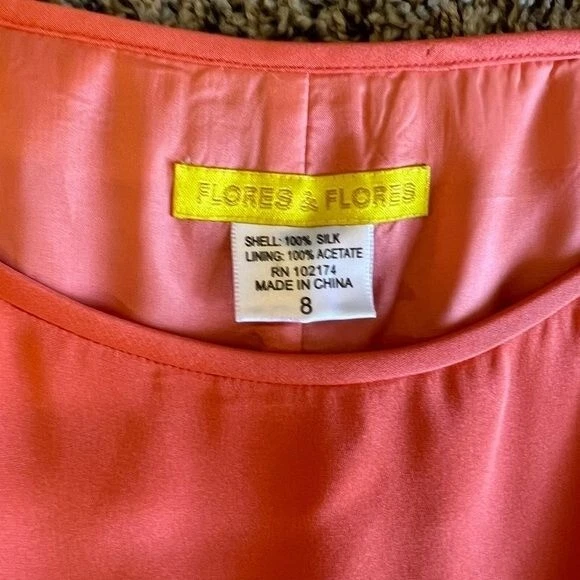 FLORES & FLORES
SHELL: 100% SILK
LINING: 100% ACETATE
RN 102174
MADE IN CHINA
8